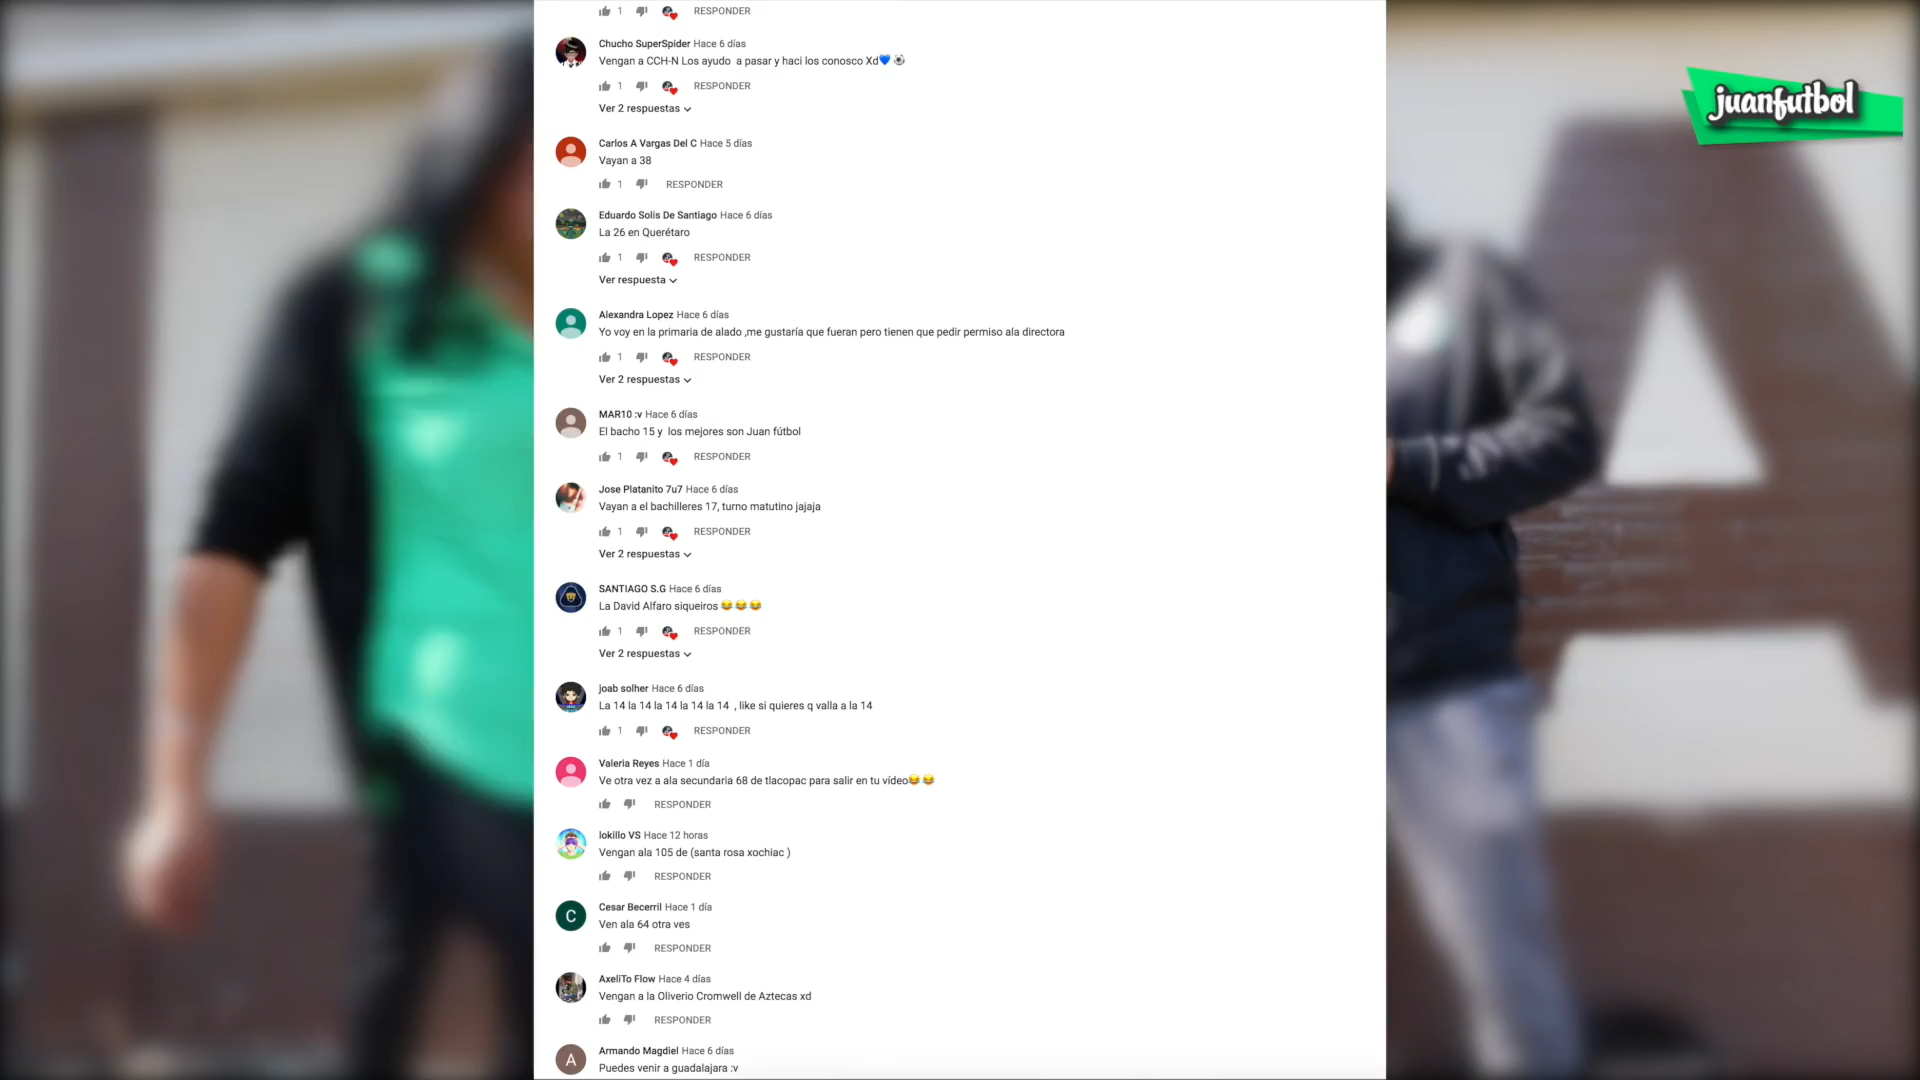 1 RESPONDER
juanfutbol
Chucho SuperSpider Hace 6 días
Vengan a CCH-N Los ayudo a pasar y haci los conosco Xd💙 ⚽
1 RESPONDER
Ver 2 respuestas
Carlos A Vargas Del C Hace 5 días
Vayan a 38
1 RESPONDER
Eduardo Solis De Santiago Hace 6 días
La 26 en Querétaro
1 RESPONDER
Ver respuesta
Alexandra Lopez Hace 6 días
Yo voy en la primaria de alado ,me gustaría que fueran pero tienen que pedir permiso ala directora
1 RESPONDER
Ver 2 respuestas
MAR10 :v Hace 6 días
El bacho 15 y los mejores son Juan fútbol
1 RESPONDER
Jose Platanito 7u7 Hace 6 días
Vayan a el bachilleres 17, turno matutino jajaja
1 RESPONDER
Ver 2 respuestas
SANTIAGO S.G Hace 6 días
La David Alfaro siqueiros 😂 😂 😂
1 RESPONDER
Ver 2 respuestas
joab solher Hace 6 días
La 14 la 14 la 14 la 14 la 14 , like si quieres q valla a la 14
1 RESPONDER
Valeria Reyes Hace 1 día
Ve otra vez a ala secundaria 68 de tlacopac para salir en tu vídeo😂 😂
RESPONDER
lokillo VS Hace 12 horas
Vengan ala 105 de (santa rosa xochiac )
RESPONDER
C
Cesar Becerril Hace 1 día
Ven ala 64 otra ves
RESPONDER
AxeliTo Flow Hace 4 días
Vengan a la Oliverio Cromwell de Aztecas xd
RESPONDER
A
Armando Magdiel Hace 6 días
Puedes venir a guadalajara :v